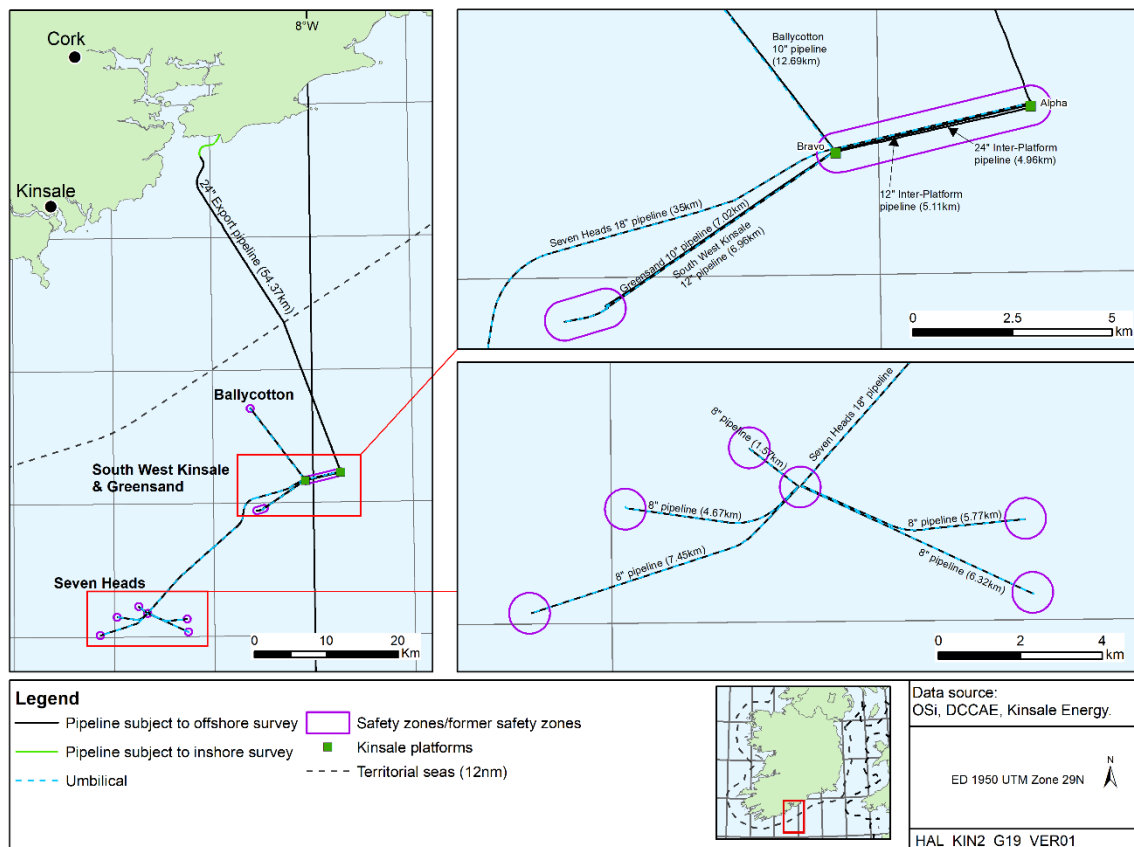 Cork
8°W
Kinsale
24" Export pipeline (54.37km)
Ballycotton
South West Kinsale
& Greensand
Seven Heads
0 10 20
Km
Ballycotton
10" pipeline
(12.69km)
Alpha
Bravo
24" Inter-Platform
pipeline (4.96km)
12" Inter-Platform
pipeline (5.11km)
Seven Heads 18" pipeline (35km)
Greensand 10" pipeline (7.02km)
South West Kinsale
12" pipeline (6.96km)
0 2.5 5
km
Seven Heads 18" pipeline
8" pipeline (1.57km)
8" pipeline (4.67km)
8" pipeline (5.77km)
8" pipeline (7.45km)
8" pipeline (6.32km)
0 2 4
km
Legend
Pipeline subject to offshore survey
Pipeline subject to inshore survey
Umbilical
Safety zones/former safety zones
Kinsale platforms
Territorial seas (12nm)
Data source:
OSi, DCCAE, Kinsale Energy.
N
ED 1950 UTM Zone 29N
HAL_KIN2_G19_VER01